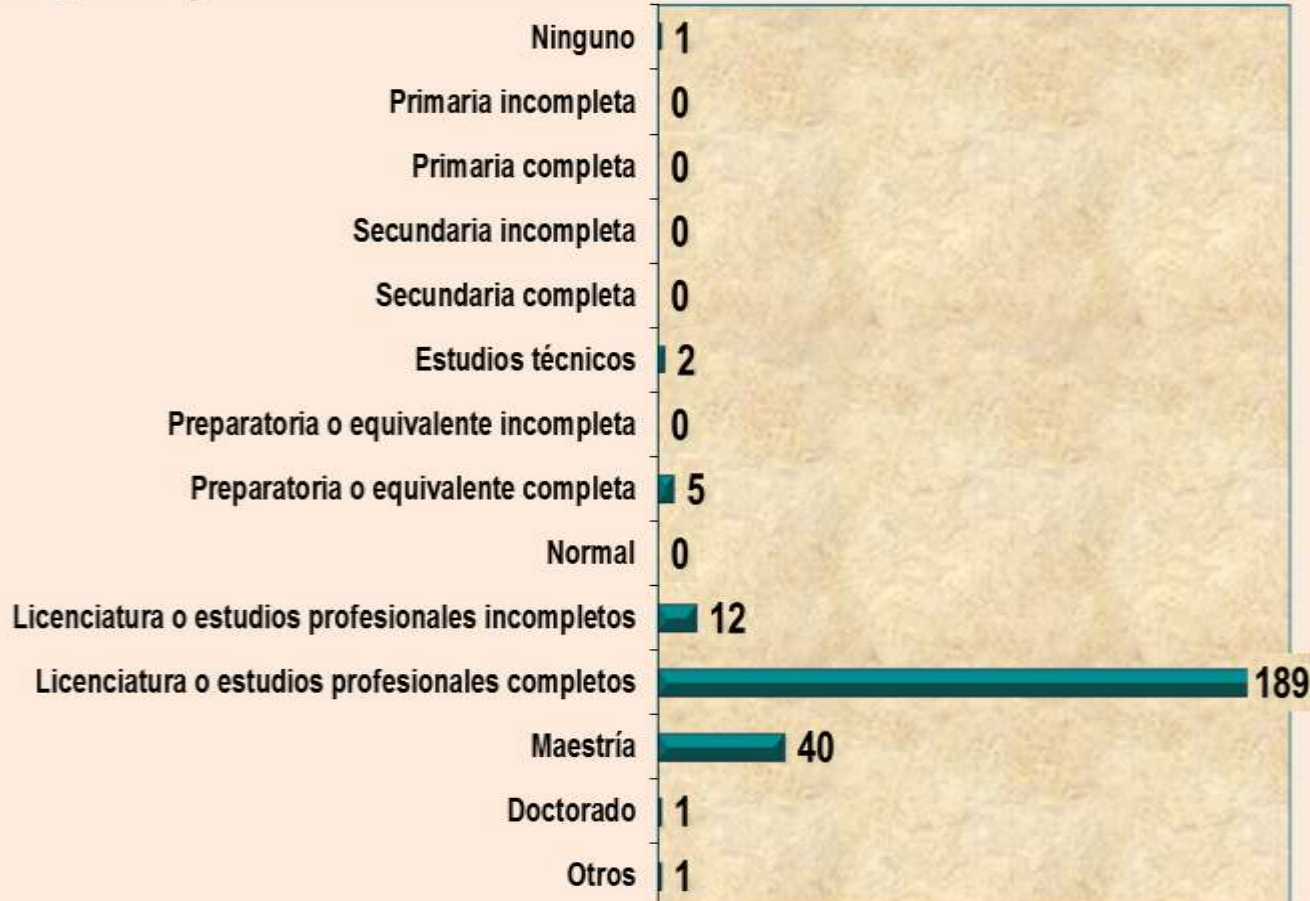 Ninguno 1
Primaria incompleta 0
Primaria completa 0
Secundaria incompleta 0
Secundaria completa 0
Estudios técnicos 2
Preparatoria o equivalente incompleta 0
Preparatoria o equivalente completa 5
Normal 0
Licenciatura o estudios profesionales incompletos 12
Licenciatura o estudios profesionales completos 189
Maestría 40
Doctorado 1
Otros 1